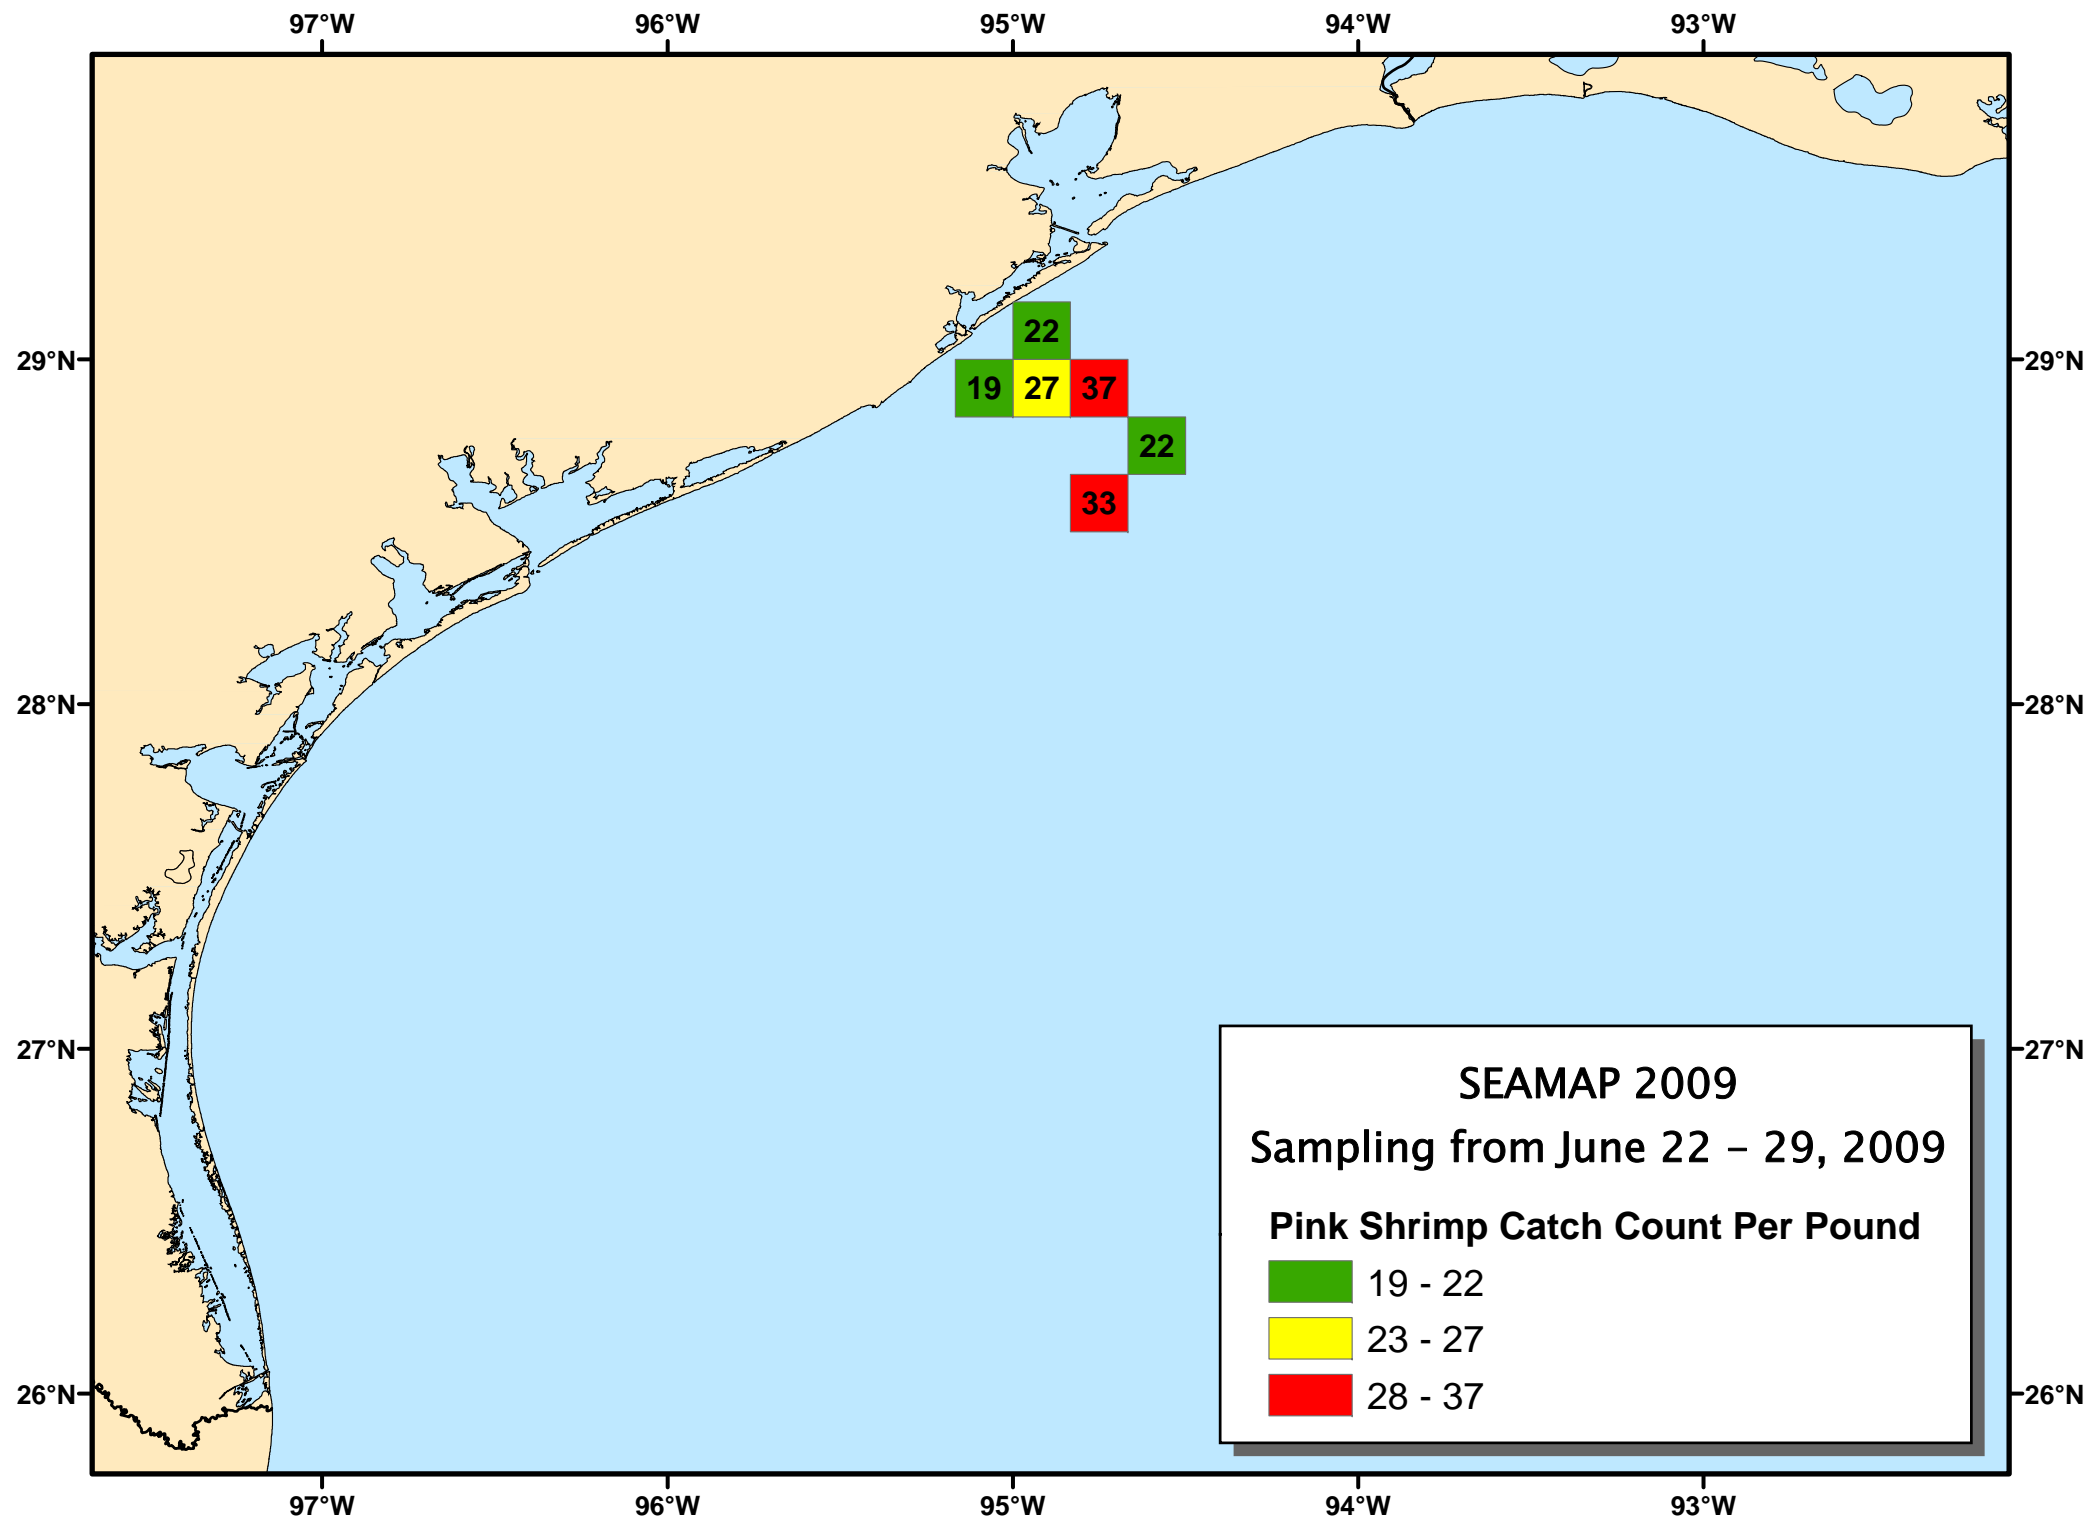 97°W 96°W 95°W 94°W 93°W
22
29°N 29°N
19 27 37
22
33
28°N 28°N
27°N 27°N
SEAMAP 2009
Sampling from June 22 – 29, 2009
Pink Shrimp Catch Count Per Pound
19 - 22
23 - 27
28 - 37
26°N 26°N
97°W 96°W 95°W 94°W 93°W